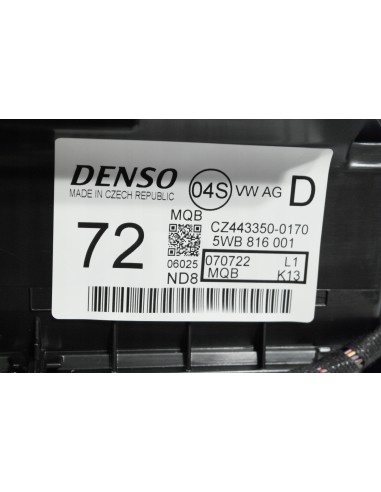 DENSO 04S VW AG D
MADE IN CZECH REPUBLIC
MQB
72
CZ443350-0170
5WB 816 001
06025
070722 L1
ND8
MQB K13